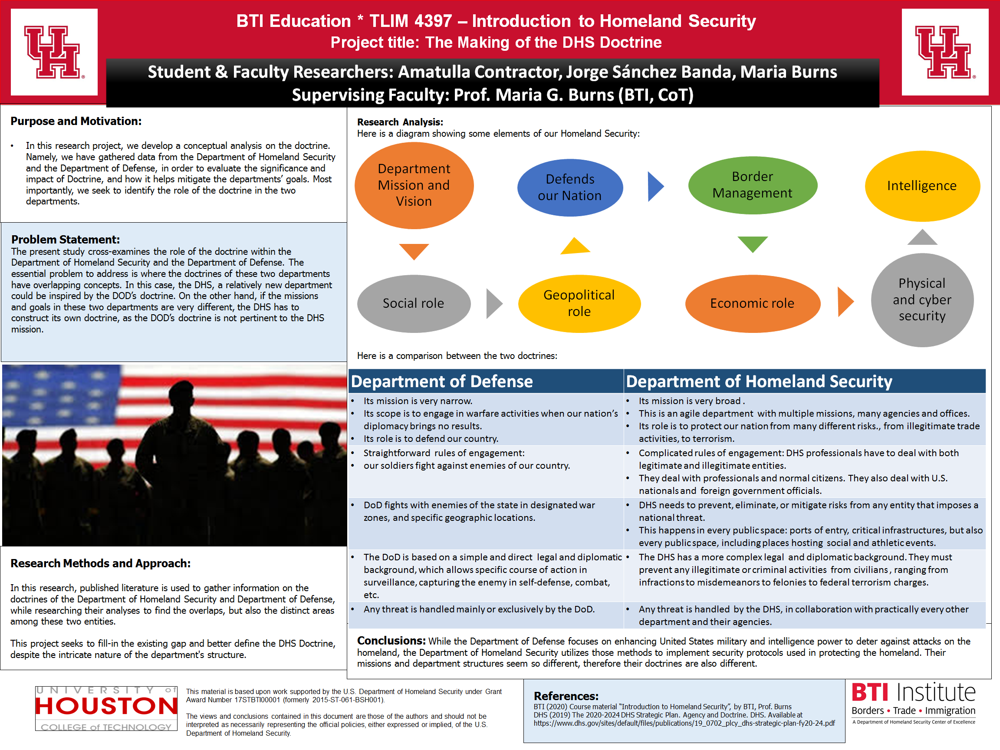 BTI Education * TLIM 4397 – Introduction to Homeland Security
Project title: The Making of the DHS Doctrine
Student & Faculty Researchers: Amatulla Contractor, Jorge Sánchez Banda, Maria Burns
Supervising Faculty: Prof. Maria G. Burns (BTI, CoT)
UH®
UH®
Purpose and Motivation:
• In this research project, we develop a conceptual analysis on the doctrine.
Namely, we have gathered data from the Department of Homeland Security
and the Department of Defense, in order to evaluate the significance and
impact of Doctrine, and how it helps mitigate the departments’ goals. Most
importantly, we seek to identify the role of the doctrine in the two
departments.
Problem Statement:
The present study cross-examines the role of the doctrine within the
Department of Homeland Security and the Department of Defense. The
essential problem to address is where the doctrines of these two departments
have overlapping concepts. In this case, the DHS, a relatively new department
could be inspired by the DOD’s doctrine. On the other hand, if the missions
and goals in these two departments are very different, the DHS has to
construct its own doctrine, as the DOD’s doctrine is not pertinent to the DHS
mission.
Research Methods and Approach:
In this research, published literature is used to gather information on the
doctrines of the Department of Homeland Security and Department of Defense,
while researching their analyses to find the overlaps, but also the distinct areas
among these two entities.
This project seeks to fill-in the existing gap and better define the DHS Doctrine,
despite the intricate nature of the department's structure.
Research Analysis:
Here is a diagram showing some elements of our Homeland Security:
Department
Mission and
Vision
Social role
Geopolitical
role
Defends
our Nation
Border
Management
Economic role
Physical
and cyber
security
Intelligence
Here is a comparison between the two doctrines:
Department of Defense
Department of Homeland Security
• Its mission is very narrow.
• Its scope is to engage in warfare activities when our nation’s
diplomacy brings no results.
• Its role is to defend our country.
• Its mission is very broad .
• This is an agile department with multiple missions, many agencies and offices.
• Its role is to protect our nation from many different risks., from illegitimate trade
activities, to terrorism.
• Straightforward rules of engagement:
• our soldiers fight against enemies of our country.
• Complicated rules of engagement: DHS professionals have to deal with both
legitimate and illegitimate entities.
• They deal with professionals and normal citizens. They also deal with U.S.
nationals and foreign government officials.
• DoD fights with enemies of the state in designated war
zones, and specific geographic locations.
• DHS needs to prevent, eliminate, or mitigate risks from any entity that imposes a
national threat.
• This happens in every public space: ports of entry, critical infrastructures, but also
every public space, including places hosting social and athletic events.
• The DoD is based on a simple and direct legal and diplomatic
background, which allows specific course of action in
surveillance, capturing the enemy in self-defense, combat,
etc.
• The DHS has a more complex legal and diplomatic background. They must
prevent any illegitimate or criminal activities from civilians , ranging from
infractions to misdemeanors to felonies to federal terrorism charges.
• Any threat is handled mainly or exclusively by the DoD.
• Any threat is handled by the DHS, in collaboration with practically every other
department and their agencies.
Conclusions: While the Department of Defense focuses on enhancing United States military and intelligence power to deter against attacks on the
homeland, the Department of Homeland Security utilizes those methods to implement security protocols used in protecting the homeland. Their
missions and department structures seem so different, therefore their doctrines are also different.
UNIVERSITY of
HOUSTON
COLLEGE of TECHNOLOGY
This material is based upon work supported by the U.S. Department of Homeland Security under Grant
Award Number 17STBTI00001 (formerly 2015-ST-061-BSH001).
The views and conclusions contained in this document are those of the authors and should not be
interpreted as necessarily representing the official policies, either expressed or implied, of the U.S.
Department of Homeland Security.
References:
BTI (2020) Course material “Introduction to Homeland Security”, by BTI, Prof. Burns
DHS (2019) The 2020-2024 DHS Strategic Plan. Agency and Doctrine. DHS. Available at
https://www.dhs.gov/sites/default/files/publications/19_0702_plcy_dhs-strategic-plan-fy20-24.pdf
BTI Institute
Borders • Trade • Immigration
A Department of Homeland Security Center of Excellence